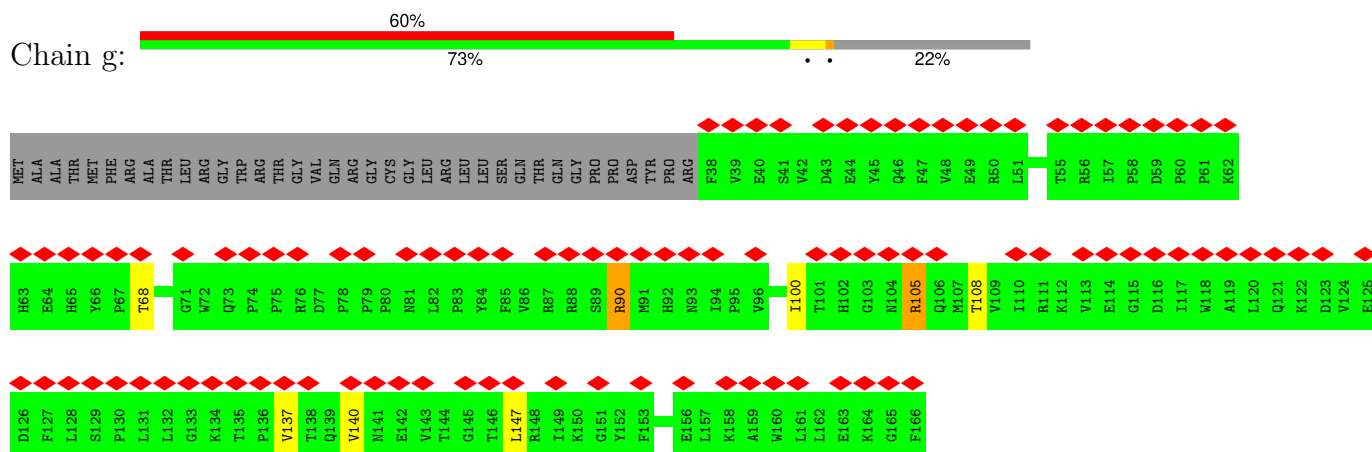 60%
Chain g:
73%
22%
MET ALA ALA THR MET PHE ARG ALA THR LEU ARG GLY TRP ARG THR GLY VAL GLN ARG GLY CYS GLY LEU ARG LEU LEU SER GLN THR GLN GLY PRO PRO ASP TYR PRO ARG F38 V39 E40 S41 V42 D43 E44 Y45 Q46 F47 V48 E49 R50 L51 T55 R56 I57 P58 D59 P60 P61 K62
H63 E64 H65 Y66 P67 T68 G71 W72 Q73 P74 P75 R76 D77 P78 P79 P80 N81 L82 P83 Y84 F85 V86 R87 R88 S89 R90 M91 H92 N93 I94 P95 V96 I100 T101 H102 G103 N104 R105 Q106 M107 T108 V109 I110 R111 K112 V113 E114 G115 D116 I117 W118 A119 L120 Q121 K122 D123 V124 E125
D126 F127 L128 S129 P130 L131 L132 G133 K134 T135 P136 V137 T138 Q139 V140 N141 E142 V143 T144 G145 T146 L147 R148 I149 K150 G151 Y152 F153 E156 L157 K158 A159 W160 L161 L162 E163 K164 G165 F166